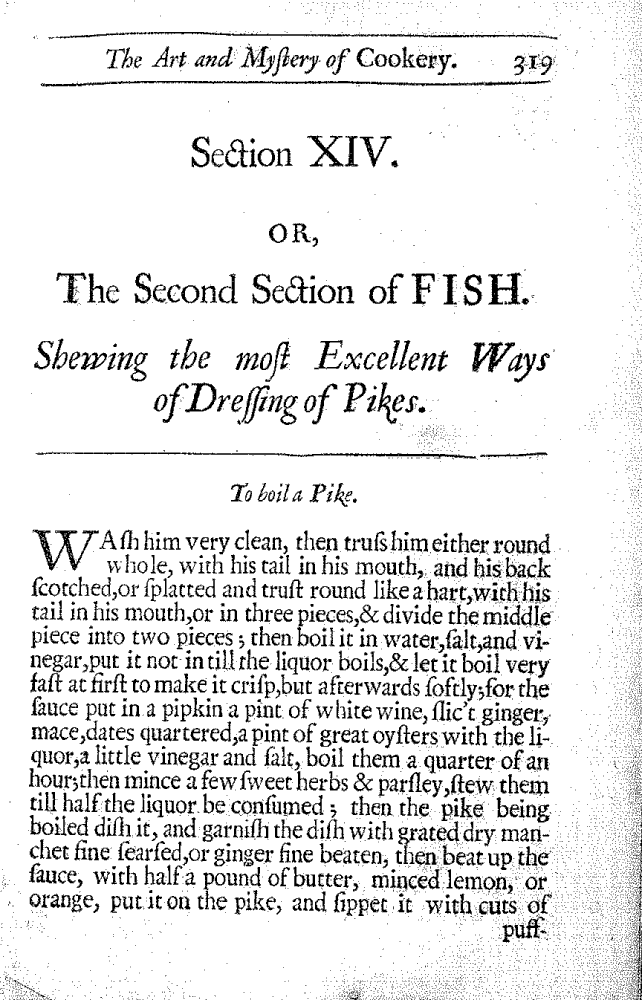 The Art and Myſtery of Cookery. 319
Section XIV.
OR,
The Second Section of FISH.
Shewing the moſt Excellent Ways
of Dreſſing of Pikes.
To boil a Pike.
WAſh him very clean, then truſs him either round
whole, with his tail in his mouth, and his back
ſcotched, or ſplatted and truſt round like a hart, with his
tail in his mouth, or in three pieces, & divide the middle
piece into two pieces; then boil it in water, ſalt, and vi-
negar, put it not in till the liquor boils, & let it boil very
faſt at firſt to make it criſp, but afterwards ſoftly; for the
ſauce put in a pipkin a pint of white wine, ſlic't ginger,
mace, dates quartered, a pint of great oyſters with the li-
quor, a little vinegar and ſalt, boil them a quarter of an
hour; then mince a few ſweet herbs & parſley, ſtew them
till half the liquor be conſumed; then the pike being
boiled diſh it, and garniſh the diſh with grated dry man-
chet fine ſearſed, or ginger fine beaten, then beat up the
ſauce, with half a pound of butter, minced lemon, or
orange, put it on the pike, and ſippet it with cuts of
puff-